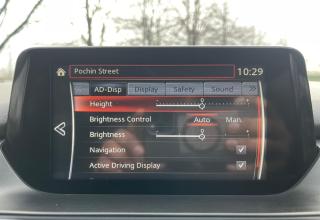 Pochin Street 10:29
AD-Disp Display Safety Sound
Height
Brightness Control Auto Man.
Brightness
Navigation
Active Driving Display